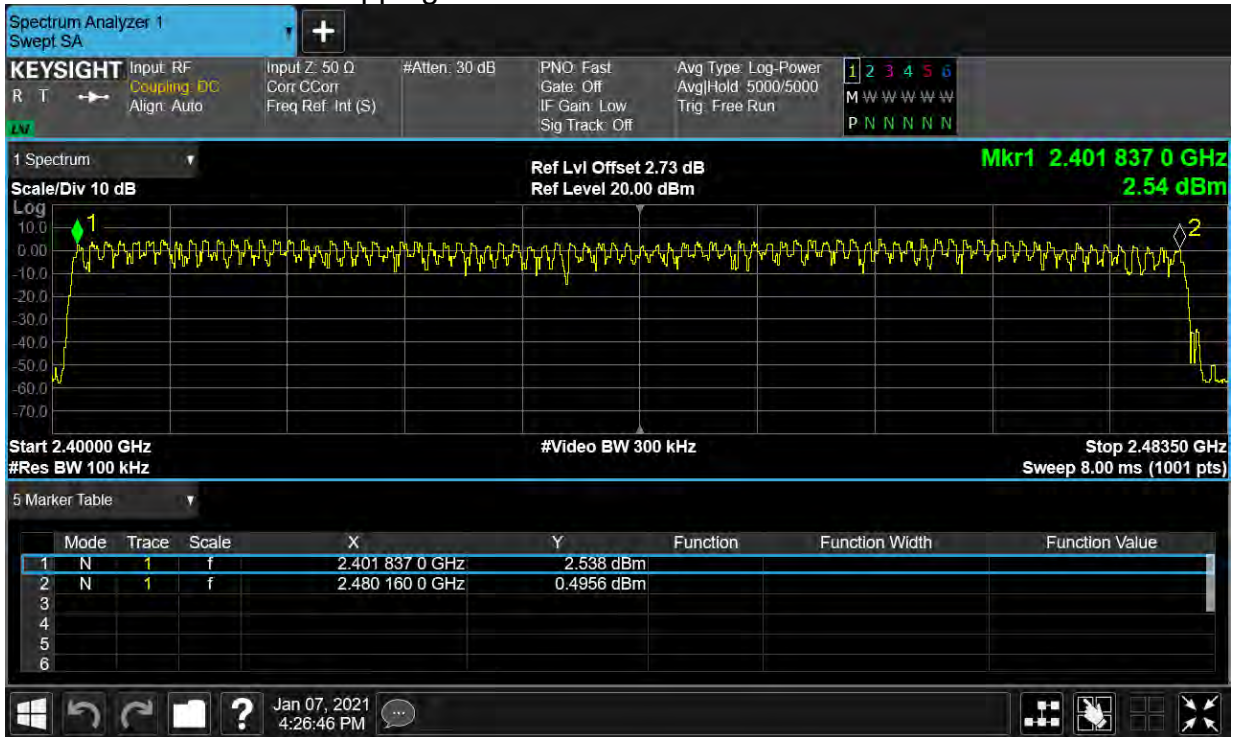 pping
Spectrum Analyzer 1
Swept SA
+
KEYSIGHT Input: RF Input Z: 50 Ω #Atten: 30 dB PNO: Fast Avg Type: Log-Power 1 2 3 4 5 6
R T Coupling: DC Corr CCorr Gate: Off Avg|Hold: 5000/5000 M W W W W W
Align: Auto Freq Ref: Int (S) IF Gain: Low Trig: Free Run
Sig Track: Off P N N N N N
1 Spectrum Ref Lvl Offset 2.73 dB Mkr1 2.401 837 0 GHz
Scale/Div 10 dB Ref Level 20.00 dBm 2.54 dBm
Log
10.0 1 2
0.00
-10.0
-20.0
-30.0
-40.0
-50.0
-60.0
-70.0
Start 2.40000 GHz #Video BW 300 kHz Stop 2.48350 GHz
#Res BW 100 kHz Sweep 8.00 ms (1001 pts)
5 Marker Table
Mode Trace Scale X Y Function Function Width Function Value
1 N 1 f 2.401 837 0 GHz 2.538 dBm
2 N 1 f 2.480 160 0 GHz 0.4956 dBm
3
4
5
6
? Jan 07, 2021
4:26:46 PM